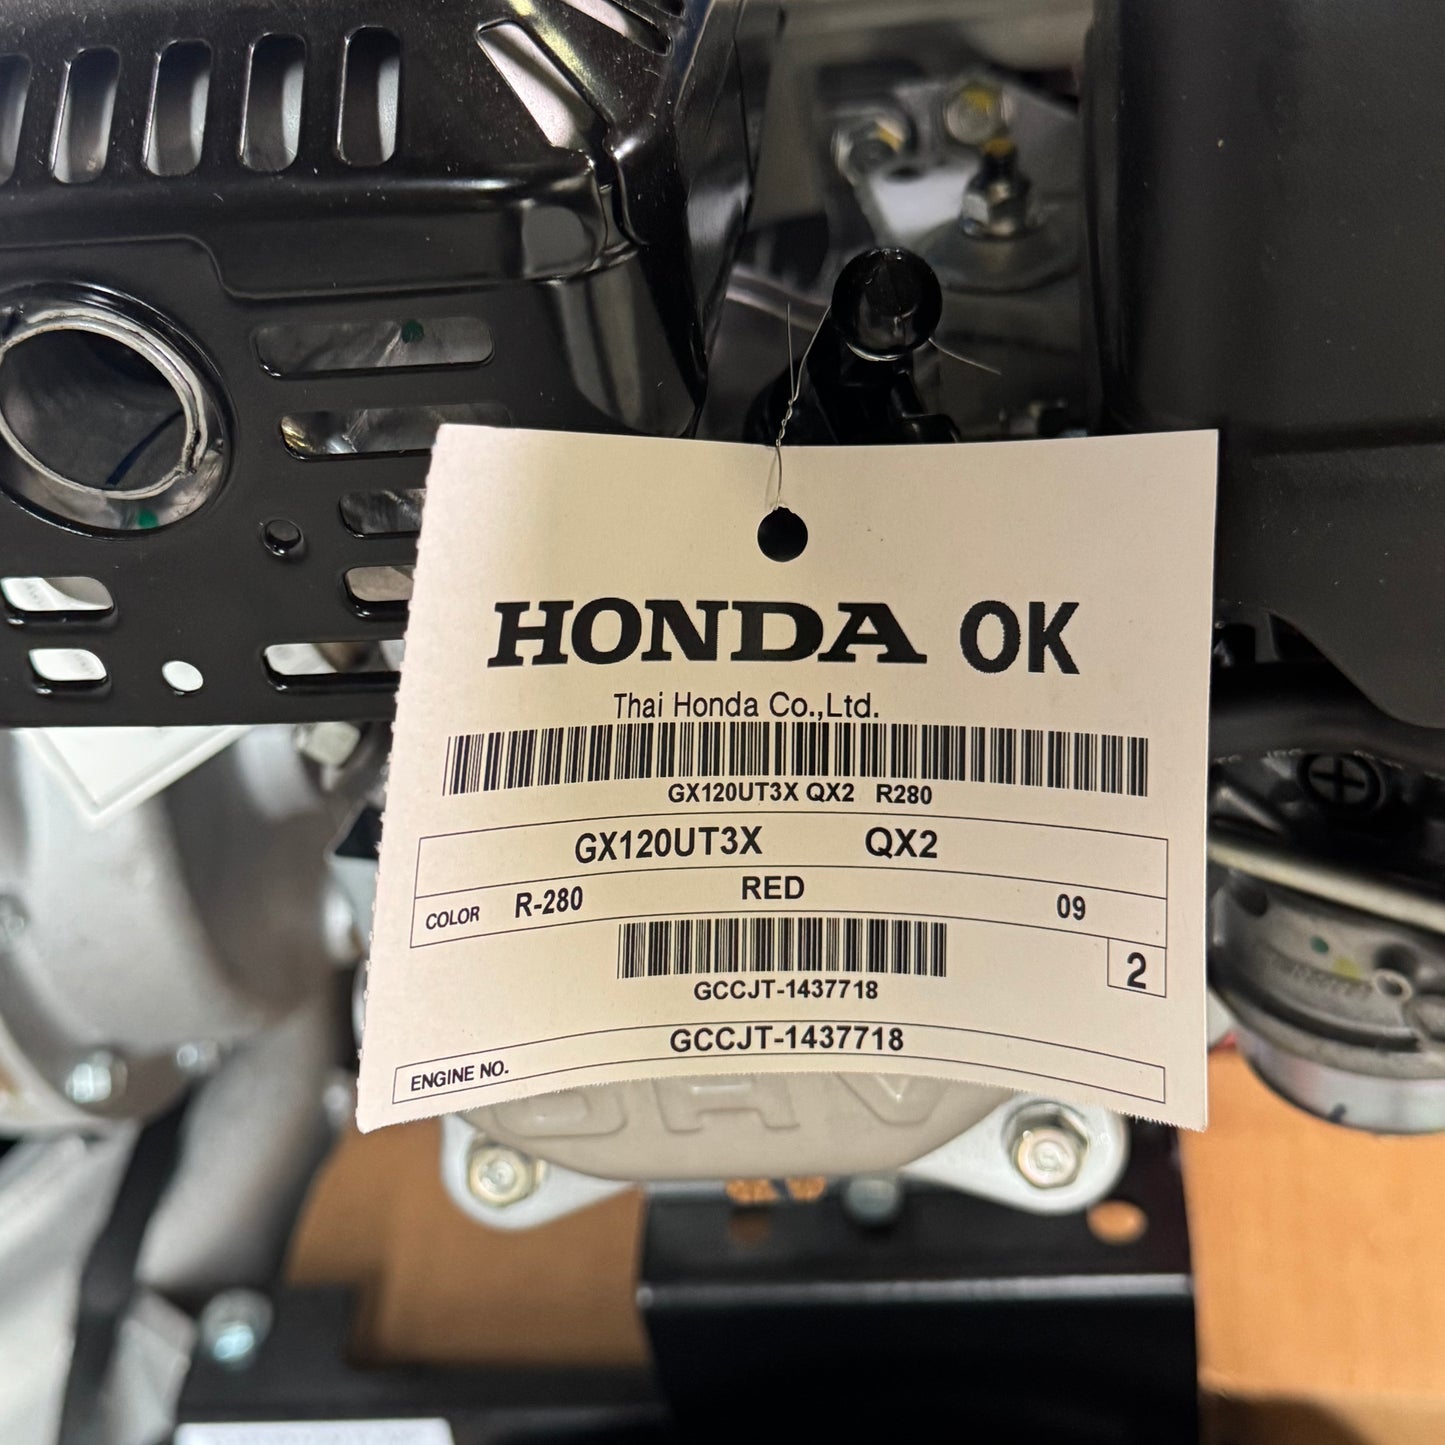 HONDA OK
Thai Honda Co.,Ltd.
GX120UT3X QX2 R280
GX120UT3X QX2
COLOR R-280 RED 09
2
GCCJT-1437718
GCCJT-1437718
ENGINE NO.
OHV